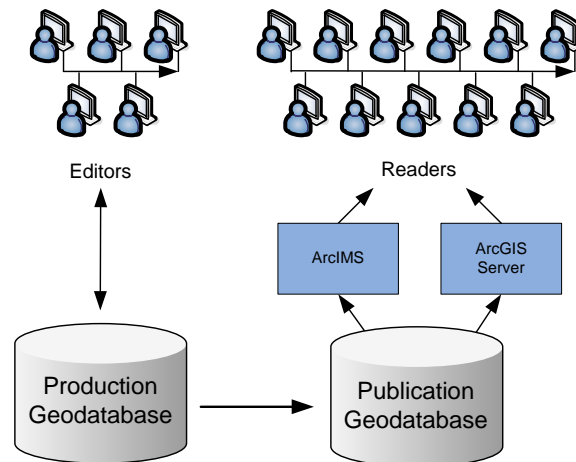 Editors
Readers
ArcIMS
ArcGIS
Server
Production
Geodatabase
Publication
Geodatabase